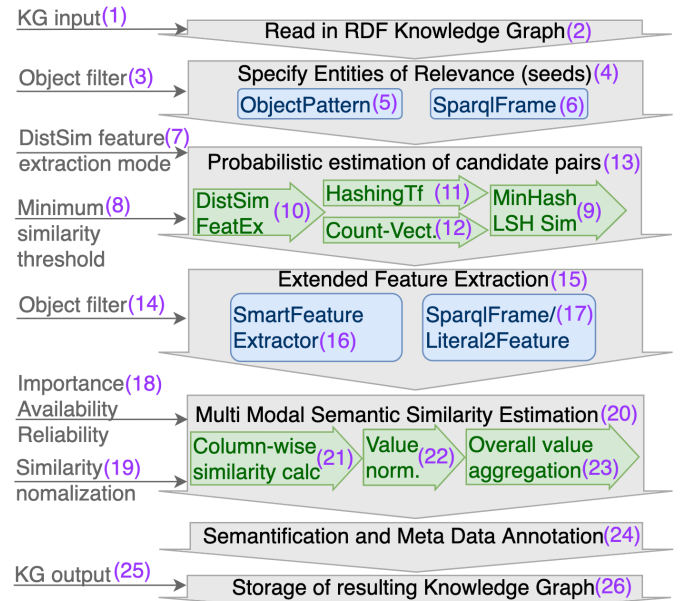 KG input(1)
Read in RDF Knowledge Graph(2)
Object filter(3)
Specify Entities of Relevance (seeds)(4)
ObjectPattern(5)
SparqlFrame(6)
DistSim feature(7)
extraction mode
Probabilistic estimation of candidate pairs(13)
Minimum(8)
similarity
threshold
DistSim
FeatEx
(10)
HashingTf (11)
Count-Vect.(12)
MinHash
LSH Sim
(9)
Extended Feature Extraction(15)
Object filter(14)
SmartFeature
Extractor(16)
SparqlFrame/(17)
Literal2Feature
Importance(18)
Availability
Reliability
Multi Modal Semantic Similarity Estimation(20)
Similarity(19)
nomalization
Column-wise
similarity calc
(21)
Value
norm.
(22)
Overall value
aggregation(23)
Semantification and Meta Data Annotation(24)
KG output(25)
Storage of resulting Knowledge Graph(26)